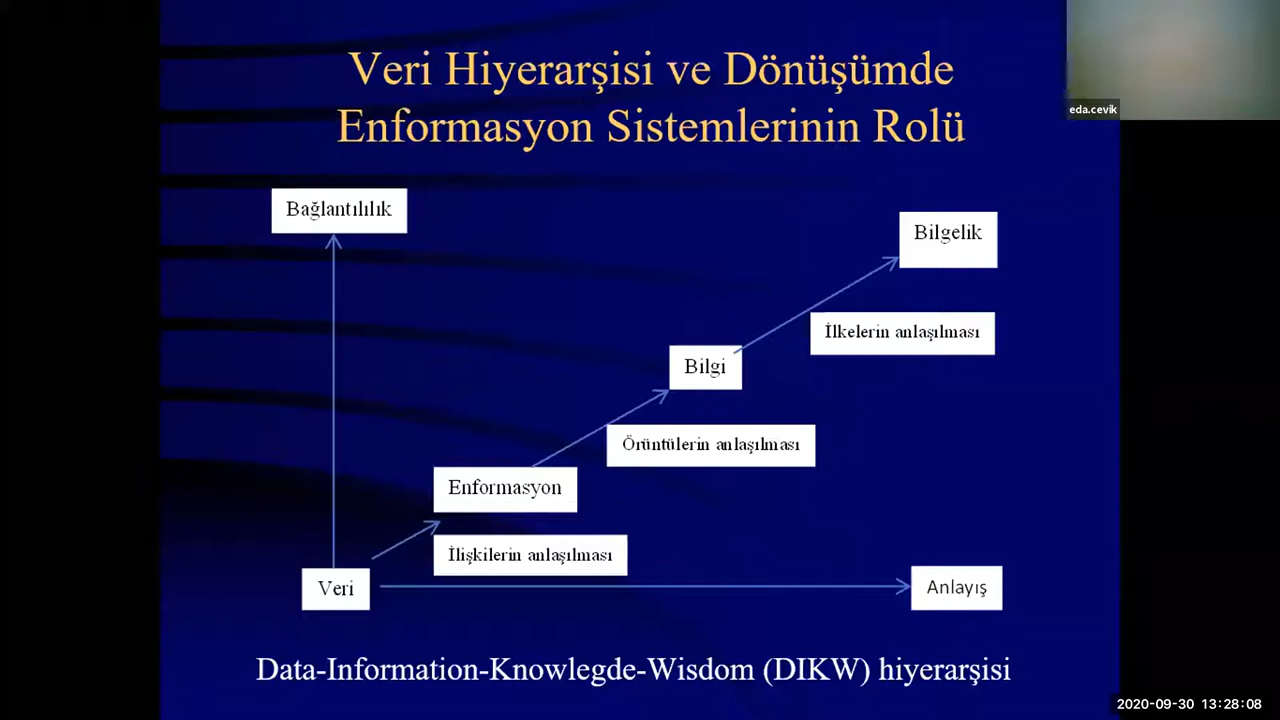 Veri Hiyerarşisi ve Dönüşümde
Enformasyon Sistemlerinin Rolü
eda.cevik
Bağlantılılık
Bilgelik
İlkelerin anlaşılması
Bilgi
Örüntülerin anlaşılması
Enformasyon
İlişkilerin anlaşılması
Veri
Anlayış
Data-Information-Knowlegde-Wisdom (DIKW) hiyerarşisi
2020-09-30 13:28:08